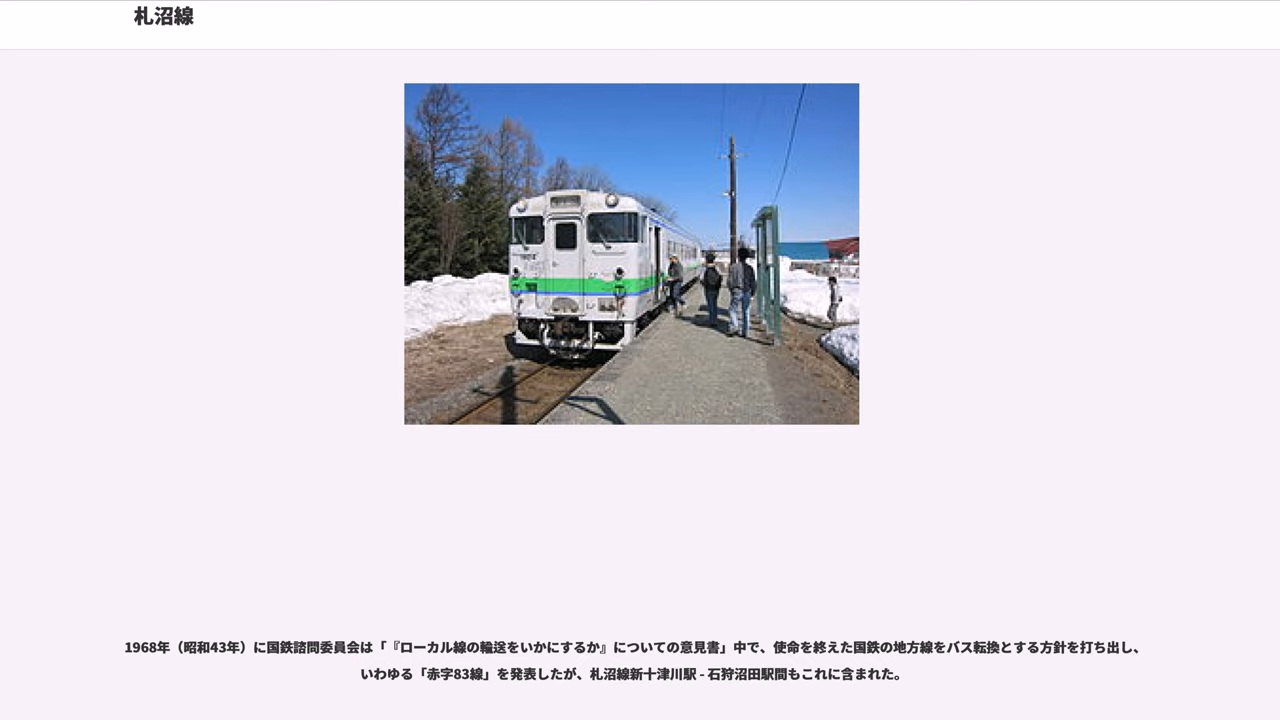 札沼線
1968年（昭和43年）に国鉄諮問委員会は「『ローカル線の輸送をいかにするか』についての意見書」中で、使命を終えた国鉄の地方線をバス転換とする方針を打ち出し、
いわゆる「赤字83線」を発表したが、札沼線新十津川駅 - 石狩沼田駅間もこれに含まれた。